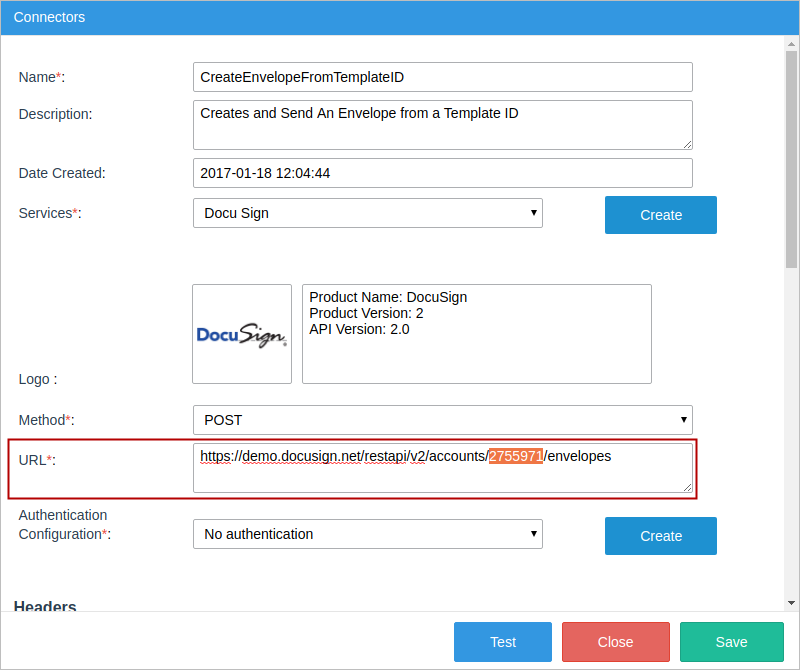 Connectors
Name*: CreateEnvelopeFromTemplateID
Description: Creates and Send An Envelope from a Template ID
Date Created: 2017-01-18 12:04:44
Services*: Docu Sign Create
DocuSign
Product Name: DocuSign
Product Version: 2
API Version: 2.0
Logo :
Method*: POST
URL*: https://demo.docusign.net/restapi/v2/accounts/2755971/envelopes
Authentication
Configuration*: No authentication Create
Headers
Test Close Save